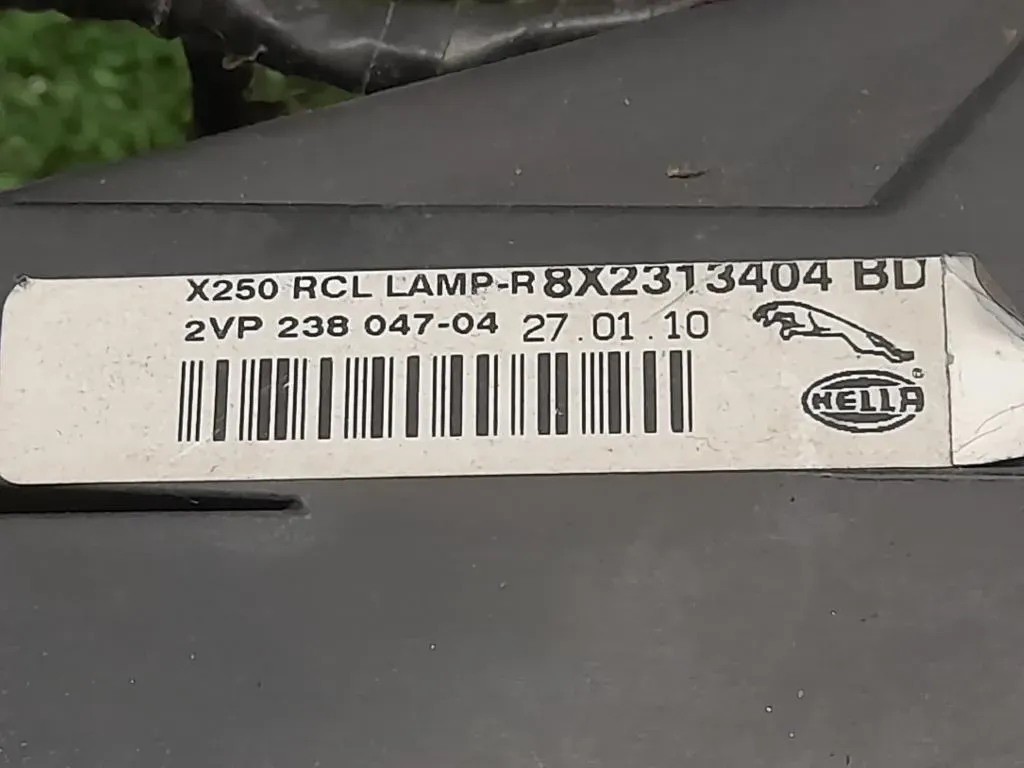 X250 RCL LAMP-R 8X2313404 BD
2VP 238 047-04 27.01.10
HELLA®